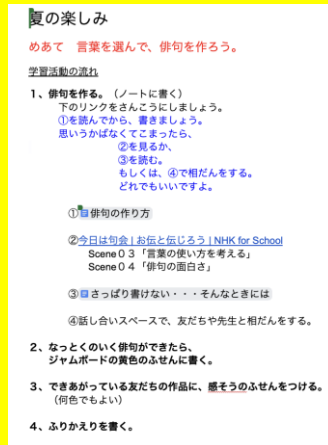 夏の楽しみ
めあて　言葉を選んで、俳句を作ろう。
学習活動の流れ
１、俳句を作る。（ノートに書く）
下のリンクをさんこうにしましょう。
①を読んでから、書きましょう。
思いうかばなくてこまったら、
②を見るか、
③を読む。
もしくは、④で相だんをする。
どれでもいいですよ。
①俳句の作り方
②今日は句会 | お伝と伝じろう | NHK for School
Scene０３「言葉の使い方を考える」
Scene０４「俳句の面白さ」
③さっぱり書けない・・・そんなときには
④話し合いスペースで、友だちや先生と相だんをする。
２、なっとくのいく俳句ができたら、
ジャムボードの黄色のふせんに書く。
３、できあがっている友だちの作品に、感そうのふせんをつける。
（何色でもよい）
４、ふりかえりを書く。